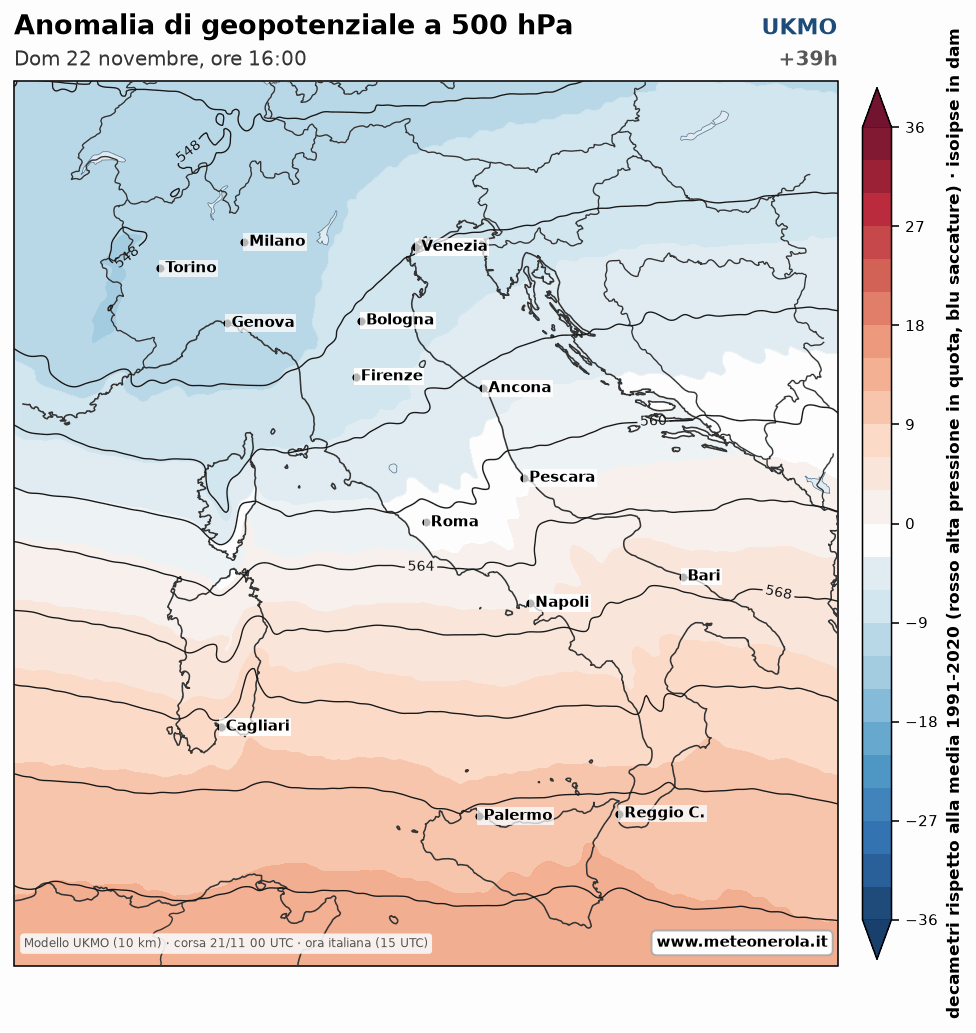 Anomalia di geopotenziale a 500 hPa
UKMO
Dom 22 novembre, ore 16:00
+39h
548
548
Milano
Venezia
Torino
Genova
Bologna
Firenze
Ancona
560
Pescara
Roma
564
Bari
568
Napoli
Cagliari
Palermo
Reggio C.
Modello UKMO (10 km) · corsa 21/11 00 UTC · ora italiana (15 UTC)
www.meteonerola.it
36
27
18
9
0
−9
−18
−27
−36
decametri rispetto alla media 1991-2020 (rosso alta pressione in quota, blu saccature) · isoipse in dam